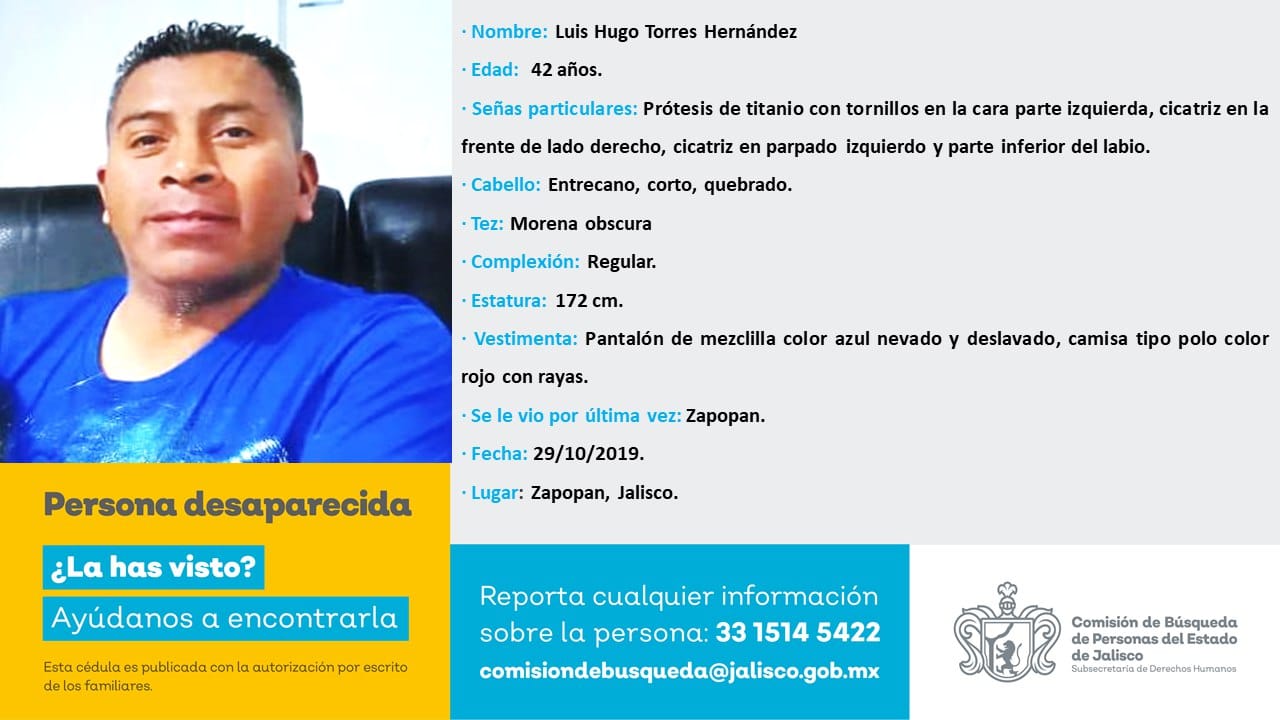 · Nombre: Luis Hugo Torres Hernández
· Edad: 42 años.
· Señas particulares: Prótesis de titanio con tornillos en la cara parte izquierda, cicatriz en la
frente de lado derecho, cicatriz en parpado izquierdo y parte inferior del labio.
· Cabello: Entrecano, corto, quebrado.
· Tez: Morena obscura
· Complexión: Regular.
· Estatura: 172 cm.
· Vestimenta: Pantalón de mezclilla color azul nevado y deslavado, camisa tipo polo color
rojo con rayas.
· Se le vio por última vez: Zapopan.
· Fecha: 29/10/2019.
· Lugar: Zapopan, Jalisco.
Persona desaparecida
¿La has visto?
Ayúdanos a encontrarla
Esta cédula es publicada con la autorización por escrito
de los familiares.
Reporta cualquier información
sobre la persona: 33 1514 5422
comisiondebusqueda@jalisco.gob.mx
Comisión de Búsqueda
de Personas del Estado
de Jalisco
Subsecretaría de Derechos Humanos